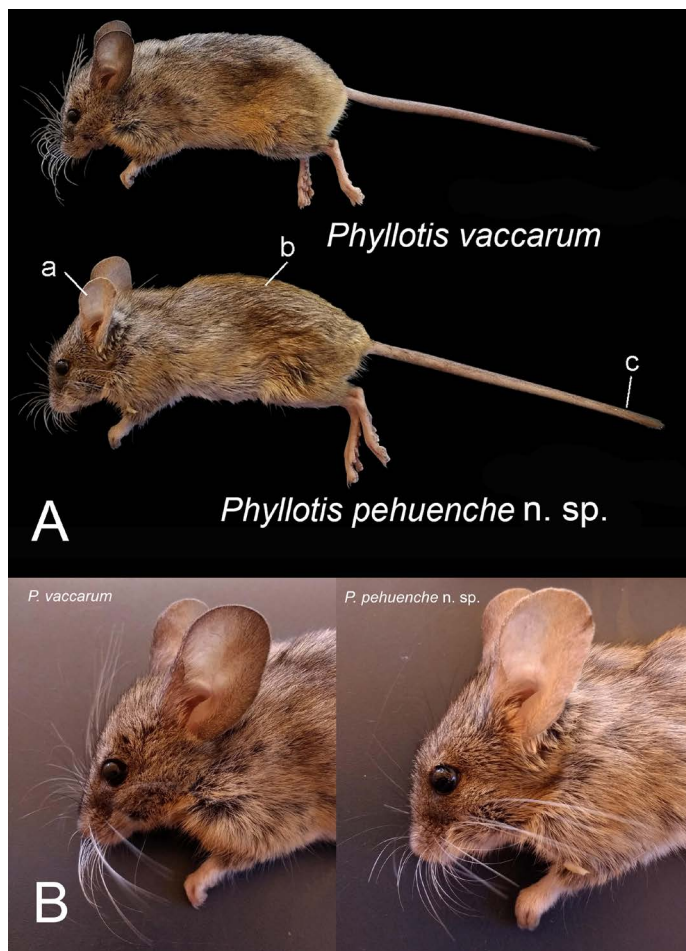 Phyllotis vaccarum
a
b
c
Phyllotis pehuenche n. sp.
A
P. vaccarum
P. pehuenche n. sp.
B